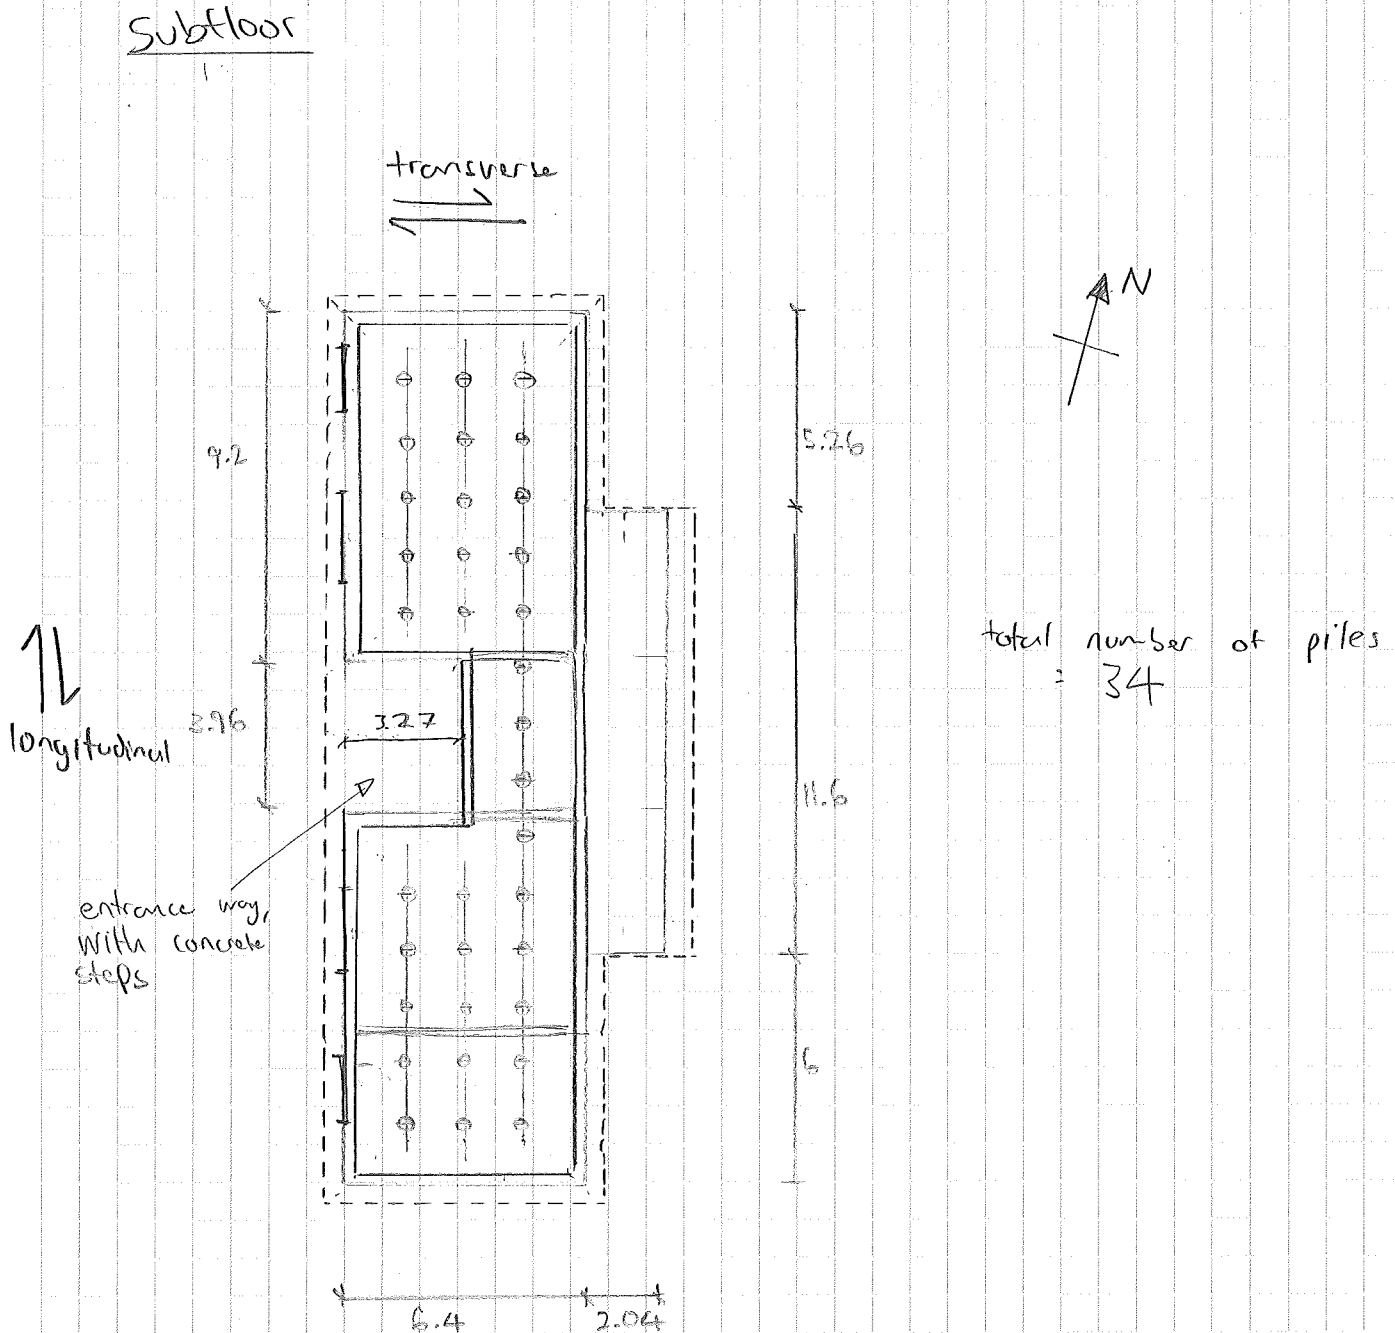 Subfloor
transverse
N
9.2
5.26
total number of piles
= 34
longitudinal
3.96
3.27
11.6
entrance way,
with concrete
steps
6
6.4
2.04